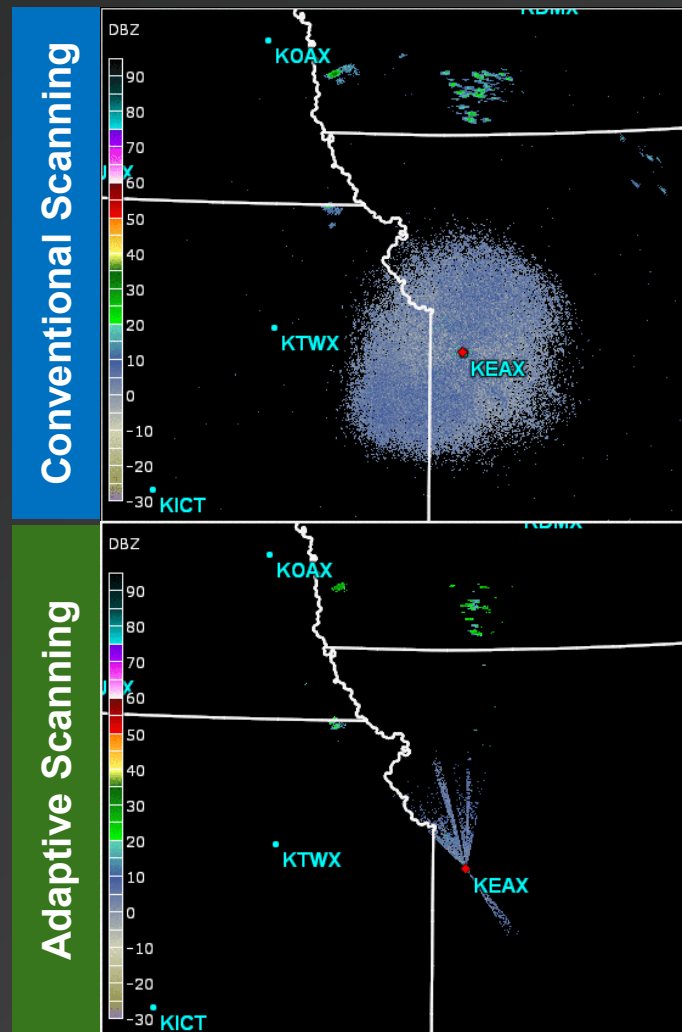 Conventional Scanning
DBZ
90
80
70
60
50
40
30
20
10
0
-10
-20
-30
KOAX
KTWX
KEAX
KICT
Adaptive Scanning
DBZ
90
80
70
60
50
40
30
20
10
0
-10
-20
-30
KOAX
KTWX
KEAX
KICT